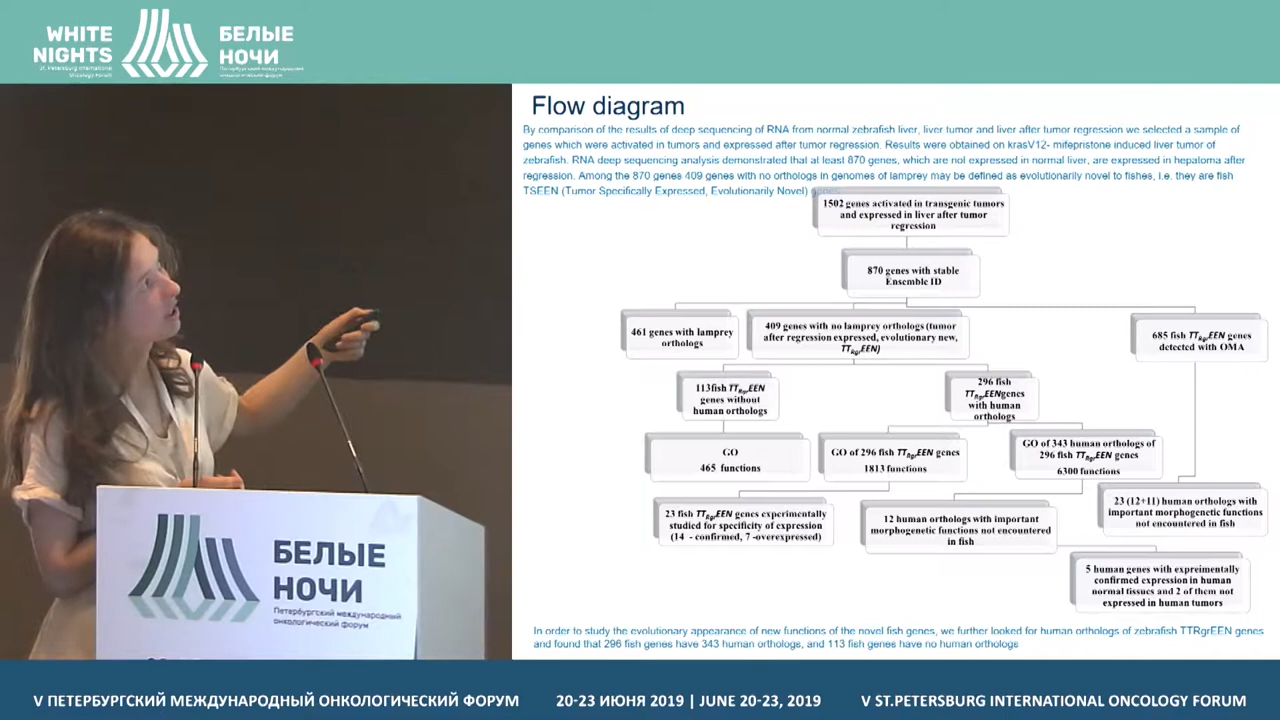 WHITE
NIGHTS
St. Petersburg International
Oncology Forum
БЕЛЫЕ
НОЧИ
Петербургский международный
онкологический форум
Flow diagram
By comparison of the results of deep sequencing of RNA from normal zebrafish liver, liver tumor and liver after tumor regression we selected a sample of
genes which were activated in tumors and expressed after tumor regression. Results were obtained on krasV12- mifepristone induced liver tumor of
zebrafish. RNA deep sequencing analysis demonstrated that at least 870 genes, which are not expressed in normal liver, are expressed in hepatoma after
regression. Among the 870 genes 409 genes with no orthologs in genomes of lamprey may be defined as evolutionarily novel to fishes, i.e. they are fish
TSEEN (Tumor Specifically Expressed, Evolutionarily Novel) genes.
1502 genes activated in transgenic tumors
and expressed in liver after tumor
regression
870 genes with stable
Ensemble ID
461 genes with lamprey
orthologs
409 genes with no lamprey orthologs (tumor
after regression expressed, evolutionary new,
TTRgrEEN)
685 fish TTRgrEEN genes
detected with OMA
113fish TTRgrEEN
genes without
human orthologs
296 fish
TTRgrEENgenes
with human
orthologs
GO
465 functions
GO of 296 fish TTRgrEEN genes
1813 functions
GO of 343 human orthologs of
296 fish TTRgrEEN genes
6300 functions
23 fish TTRgrEEN genes experimentally
studied for specificity of expression
(14 - confirmed, 7 -overexpressed)
12 human orthologs with important
morphogenetic functions not encountered
in fish
23 (12+11) human orthologs with
important morphogenetic functions
not encountered in fish
5 human genes with expreimentally
confirmed expression in human
normal tissues and 2 of them not
expressed in human tumors
In order to study the evolutionary appearance of new functions of the novel fish genes, we further looked for human orthologs of zebrafish TTRgrEEN genes
and found that 296 fish genes have 343 human orthologs, and 113 fish genes have no human orthologs
БЕЛЫЕ
НОЧИ
Петербургский международный
онкологический форум
V ПЕТЕРБУРГСКИЙ МЕЖДУНАРОДНЫЙ ОНКОЛОГИЧЕСКИЙ ФОРУМ
20-23 ИЮНЯ 2019 | JUNE 20-23, 2019
V ST.PETERSBURG INTERNATIONAL ONCOLOGY FORUM